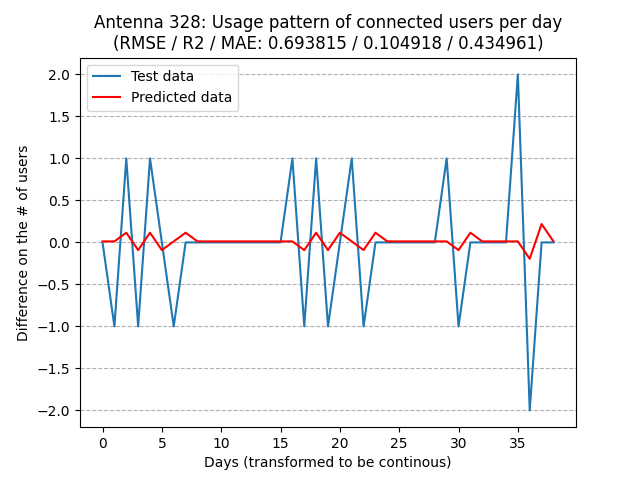 Antenna 328: Usage pattern of connected users per day
(RMSE / R2 / MAE: 0.693815 / 0.104918 / 0.434961)
Test data
Predicted data
Difference on the # of users
2.0
1.5
1.0
0.5
0.0
−0.5
−1.0
−1.5
−2.0
0 5 10 15 20 25 30 35
Days (transformed to be continous)